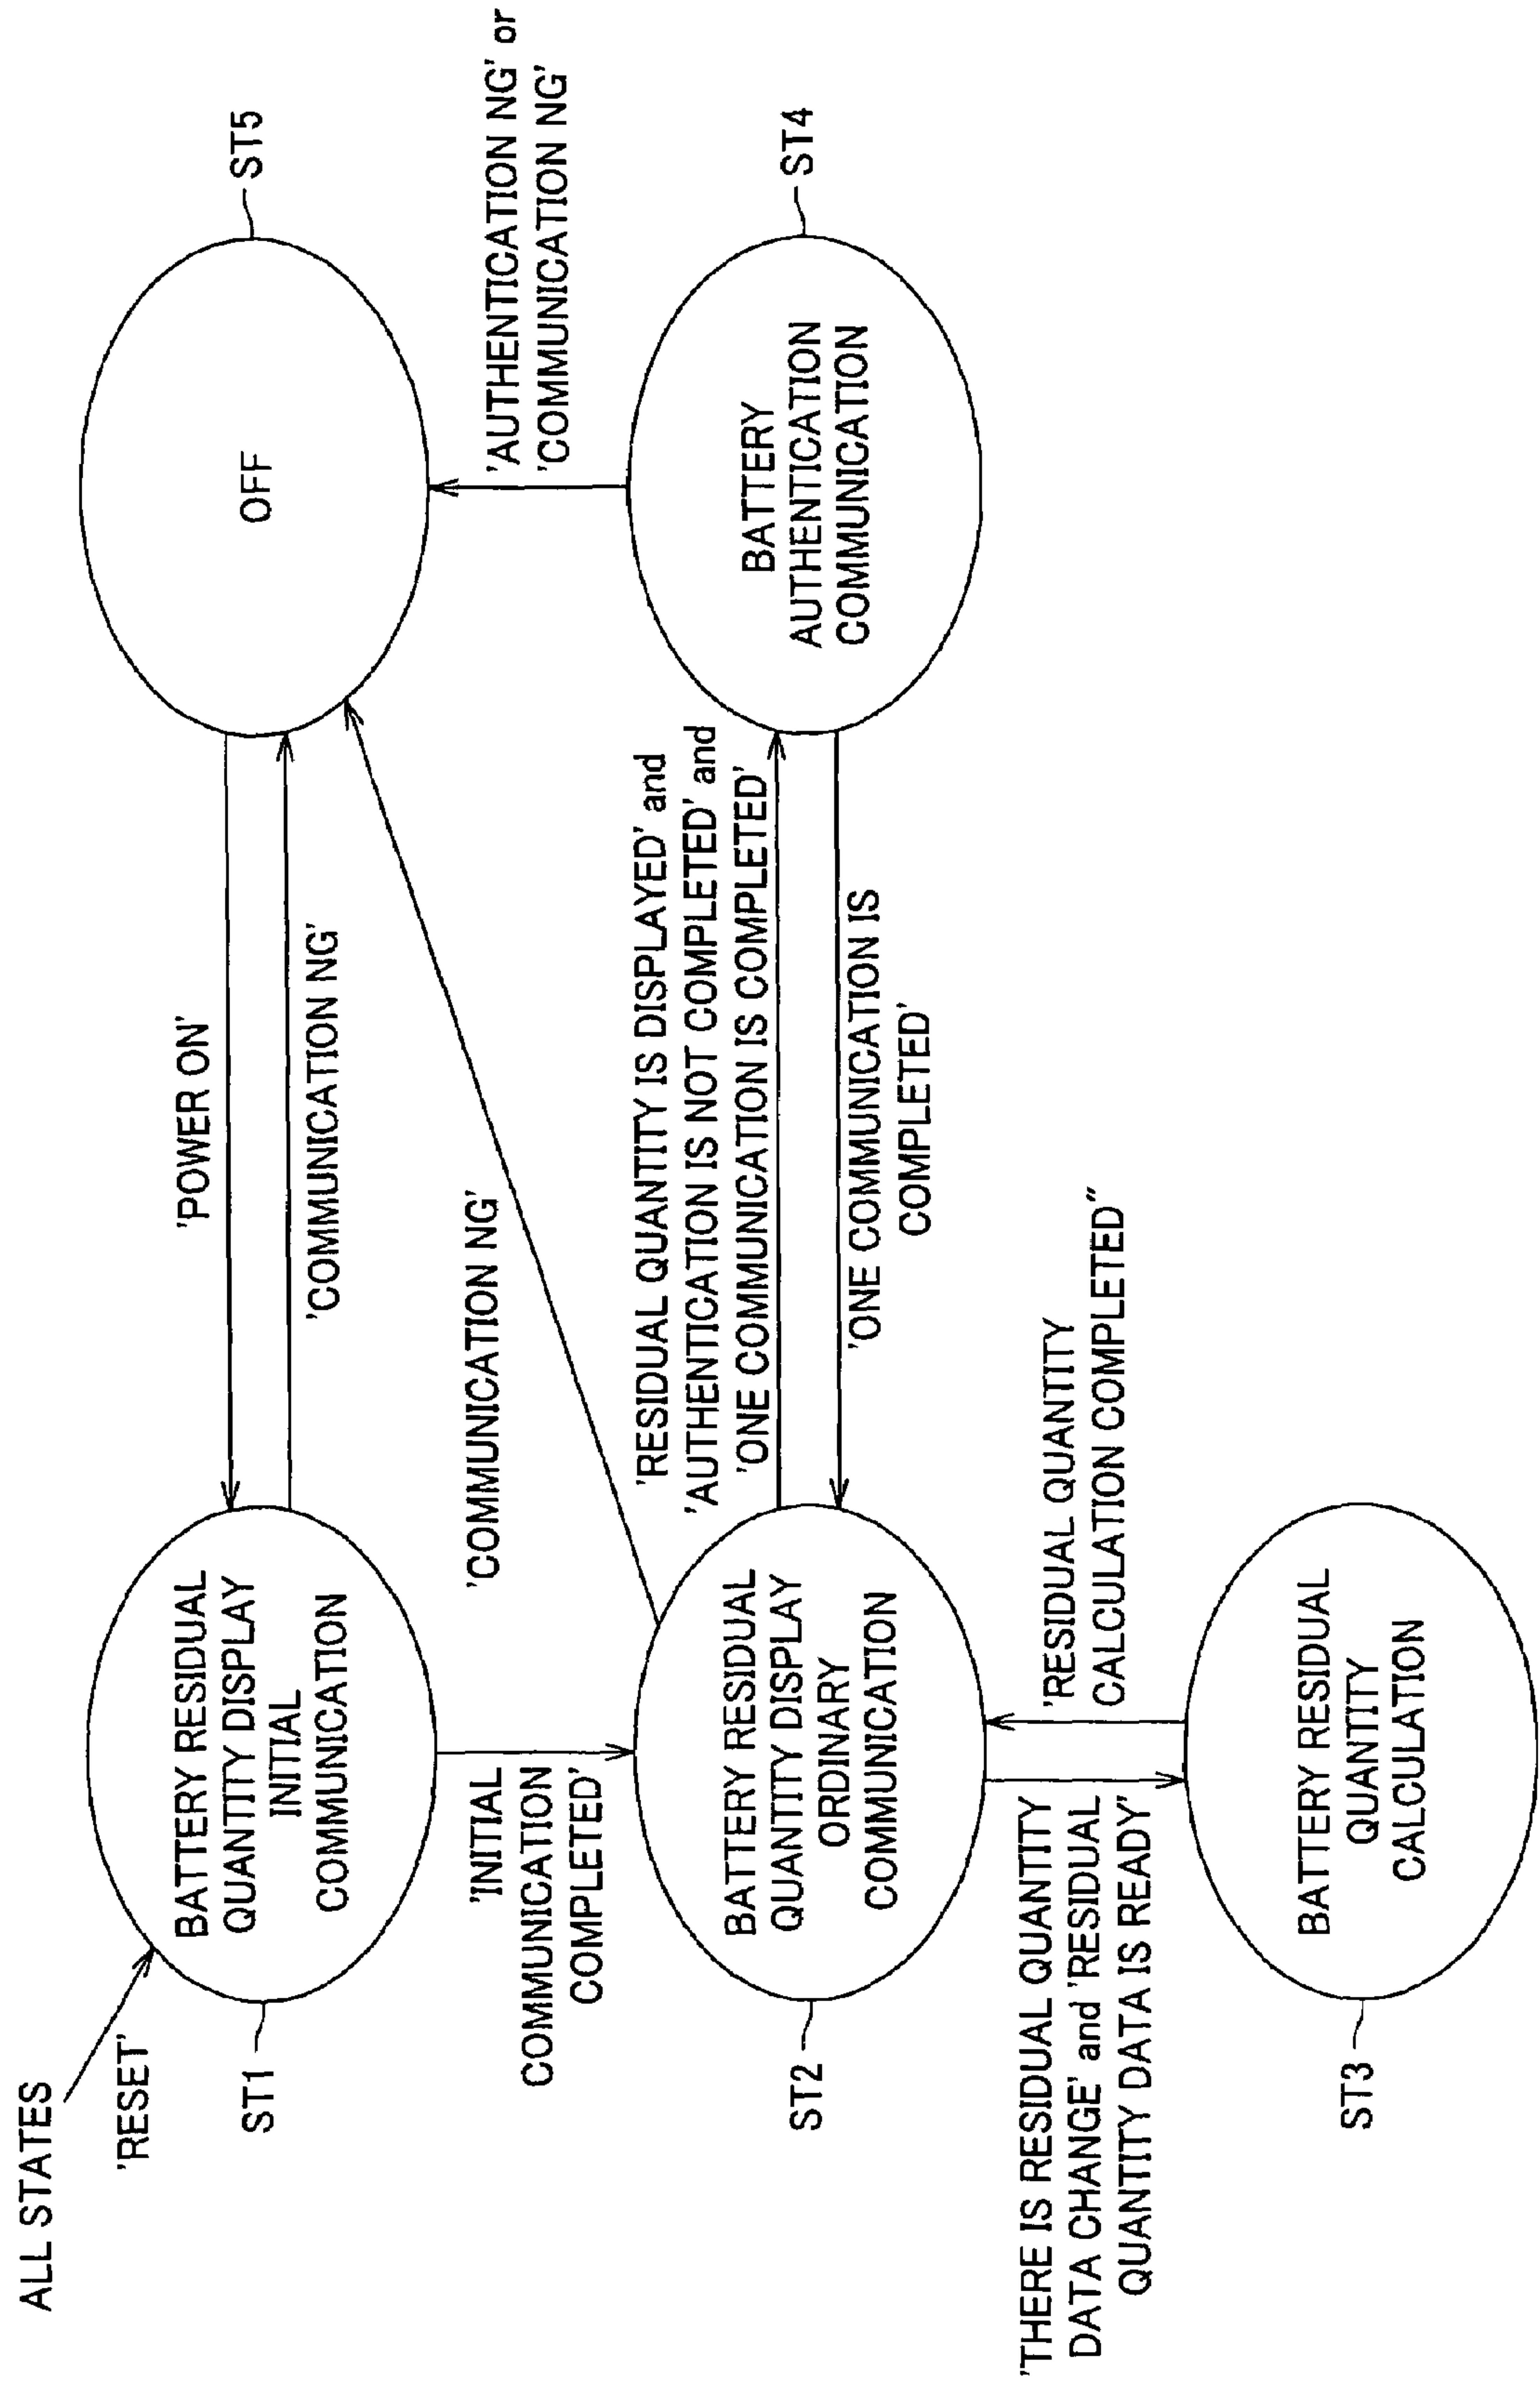 ALL STATES
'RESET'
ST1
BATTERY RESIDUAL
QUANTITY DISPLAY
INITIAL
COMMUNICATION
'POWER ON'
'COMMUNICATION NG'
OFF
ST5
'INITIAL
COMMUNICATION
COMPLETED'
'COMMUNICATION NG'
'AUTHENTICATION NG' or
'COMMUNICATION NG'
ST2
BATTERY RESIDUAL
QUANTITY DISPLAY
ORDINARY
COMMUNICATION
'RESIDUAL QUANTITY IS DISPLAYED' and
'AUTHENTICATION IS NOT COMPLETED' and
'ONE COMMUNICATION IS COMPLETED'
'ONE COMMUNICATION IS
COMPLETED'
BATTERY
AUTHENTICATION
COMMUNICATION
ST4
'THERE IS RESIDUAL QUANTITY
DATA CHANGE' and 'RESIDUAL
QUANTITY DATA IS READY'
'RESIDUAL QUANTITY
CALCULATION COMPLETED"
ST3
BATTERY RESIDUAL
QUANTITY
CALCULATION